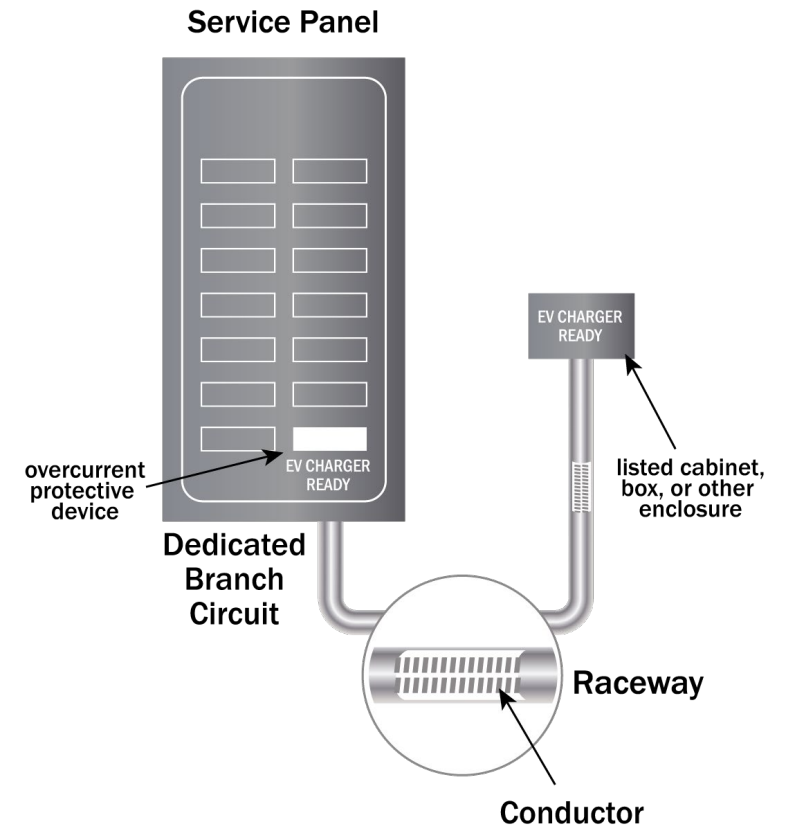 Service Panel
EV CHARGER
READY
overcurrent
protective
device
EV CHARGER
READY
listed cabinet,
box, or other
enclosure
Dedicated
Branch
Circuit
Raceway
Conductor